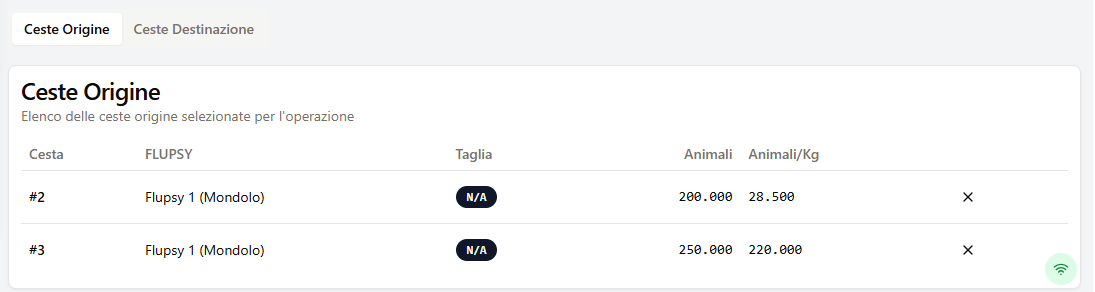 Ceste Origine Ceste Destinazione
Ceste Origine
Elenco delle ceste origine selezionate per l'operazione
Cesta FLUPSY Taglia Animali Animali/Kg
#2 Flupsy 1 (Mondolo) N/A 200.000 28.500
#3 Flupsy 1 (Mondolo) N/A 250.000 220.000